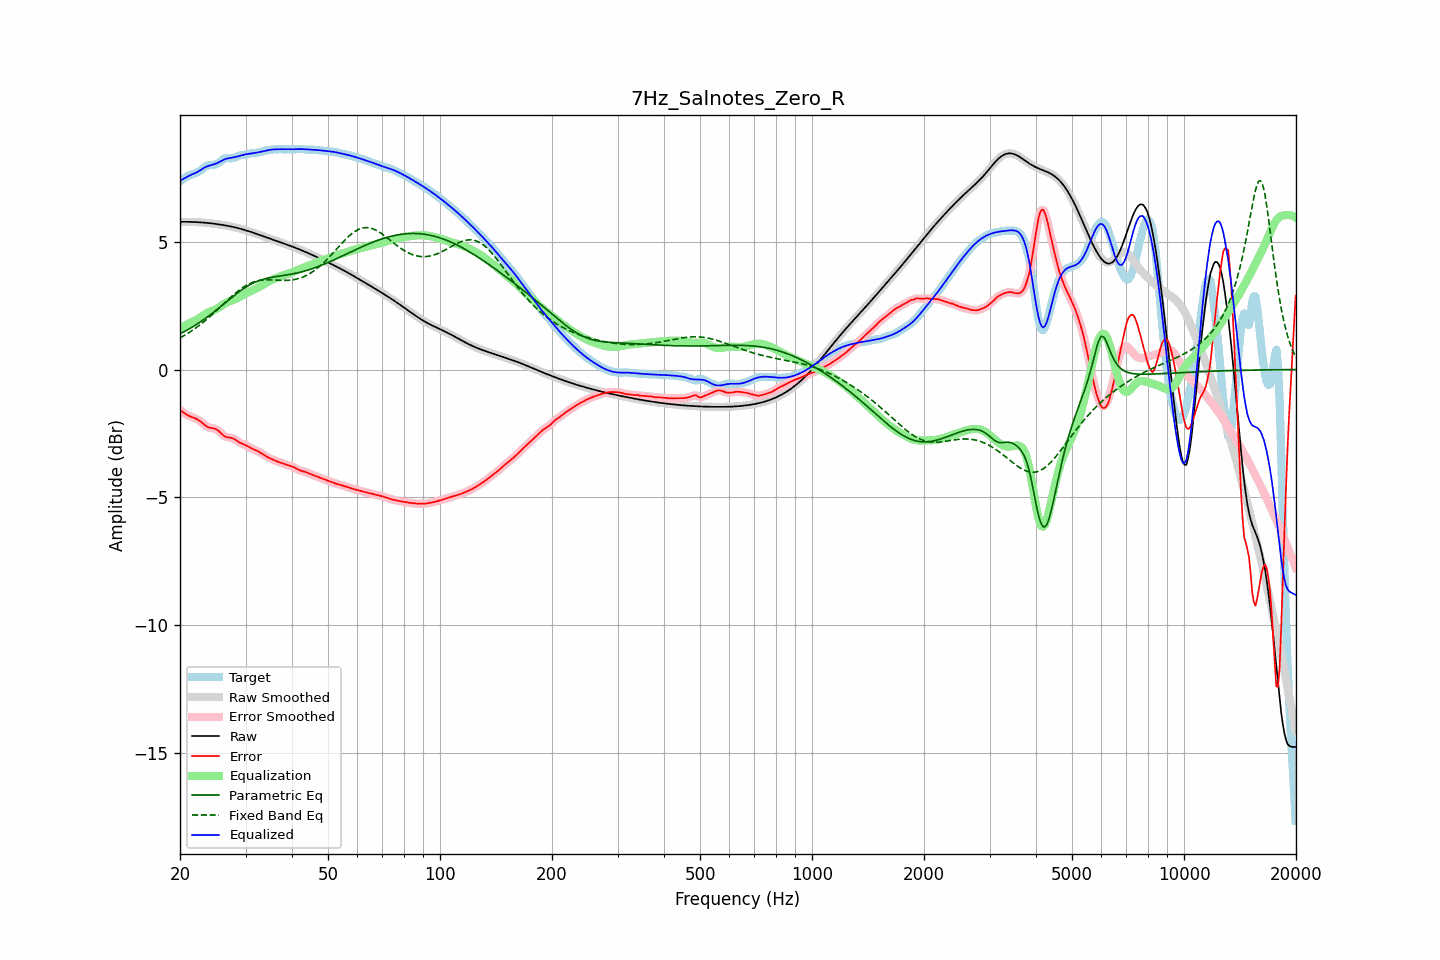 7Hz_Salnotes_Zero_R
Amplitude (dBr)
5
0
−5
−10
−15
Target
Raw Smoothed
Error Smoothed
Raw
Error
Equalization
Parametric Eq
Fixed Band Eq
Equalized
20 50 100 200 500 1000 2000 5000 10000 20000
Frequency (Hz)